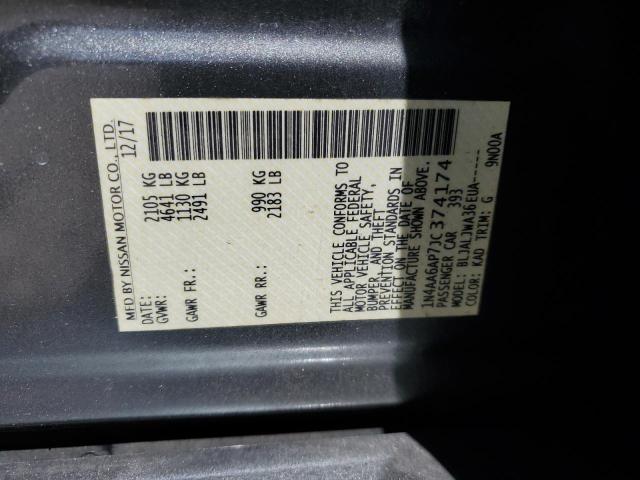 MFD BY NISSAN MOTOR CO., LTD.
12/17
GVWR: 2105 KG
4641 LB
GAWR FR.: 1130 KG
2491 LB
GAWR RR.: 990 KG
2183 LB
THIS VEHICLE CONFORMS TO
ALL APPLICABLE FEDERAL
MOTOR VEHICLE SAFETY,
BUMPER, AND THEFT
PREVENTION STANDARDS IN
EFFECT ON THE DATE OF
MANUFACTURE SHOWN ABOVE.
1N4AA6AP7JC374174
PASSENGER CAR 393
MODEL: BLJALJWA36EUA-----
COLOR: KAD TRIM: G 9N00A